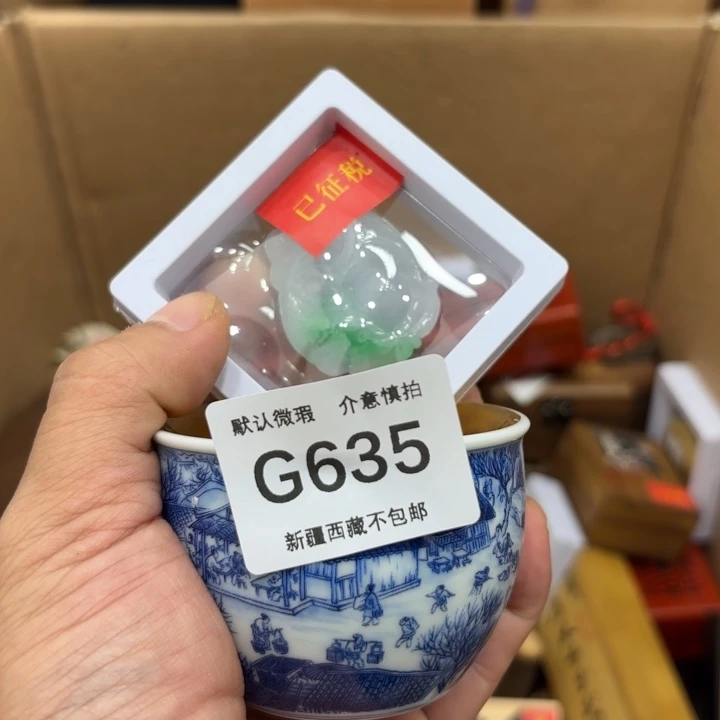 已征税
默认微瑕 介意慎拍
G635
新疆西藏不包邮